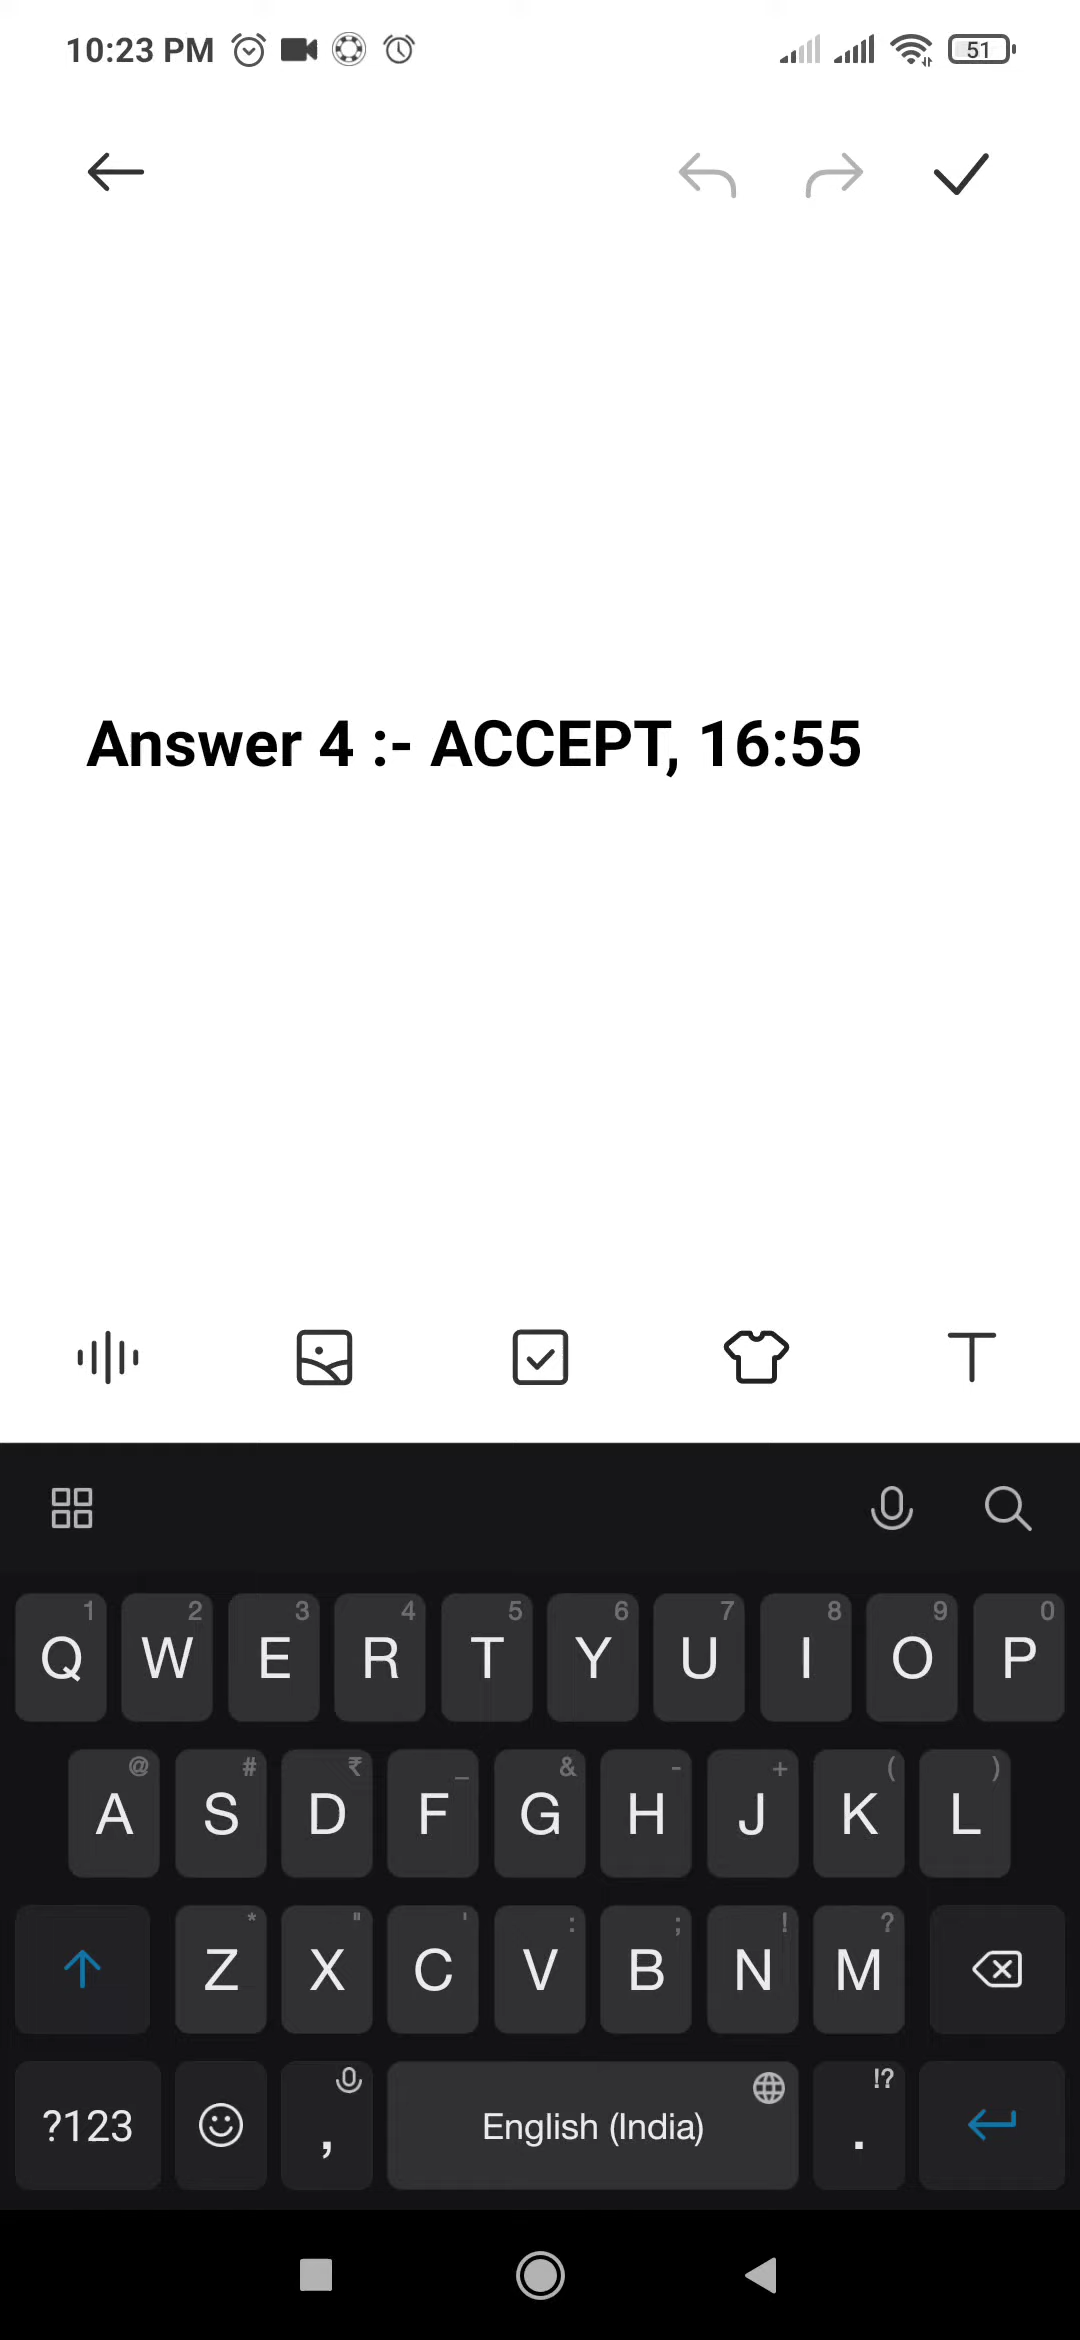 10:23 PM 51
Answer 4 :- ACCEPT, 16:55
1 2 3 4 5 6 7 8 9 0
Q W E R T Y U I O P
@ # ₹ _ & - + ( )
A S D F G H J K L
* " ' : ; ! ?
Z X C V B N M
!?
?123 , English (India) .